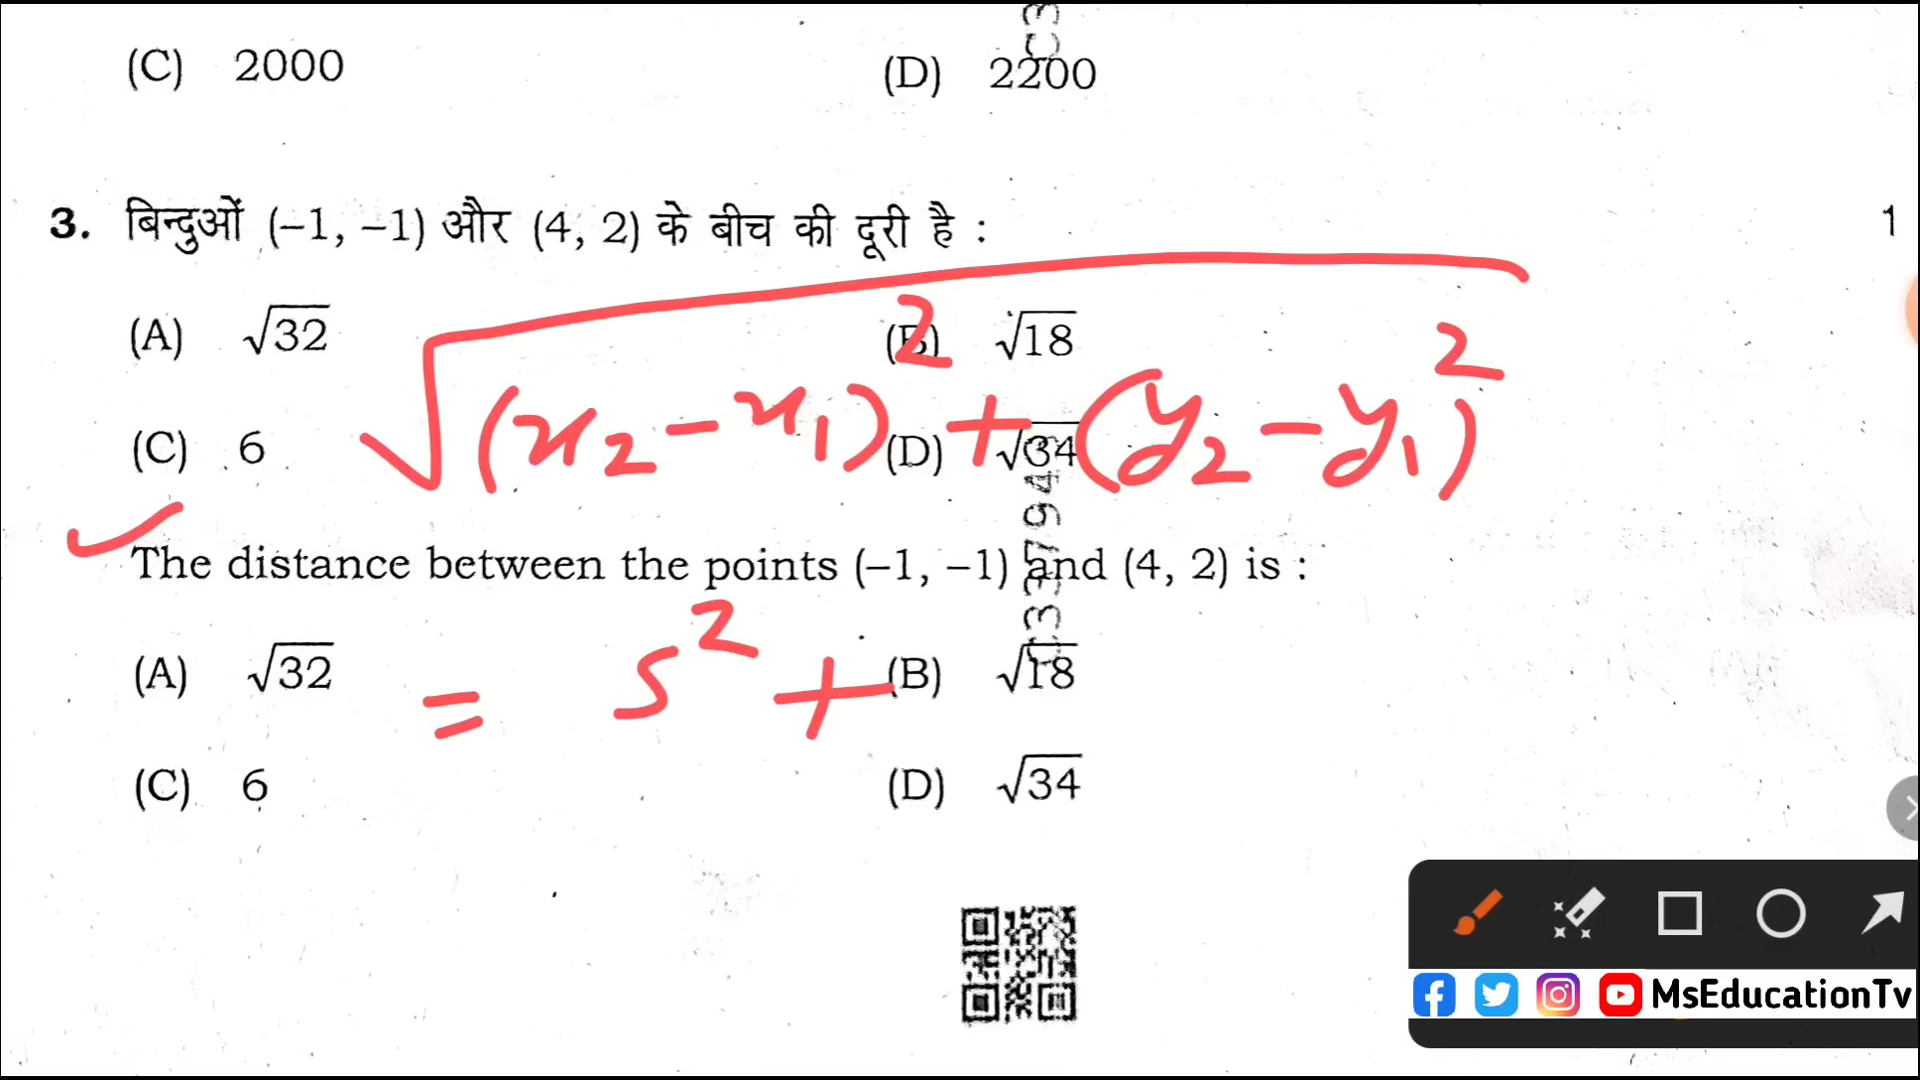 (C) 2000 (D) 2200
3. बिन्दुओं (–1, –1) और (4, 2) के बीच की दूरी है : 1
(A) √32 (B) √18
(C) 6 (D) √34
√(x₂ – x₁)² + (y₂ – y₁)²
The distance between the points (–1, –1) and (4, 2) is :
= 5² +
(A) √32 (B) √18
(C) 6 (D) √34
MsEducationTv